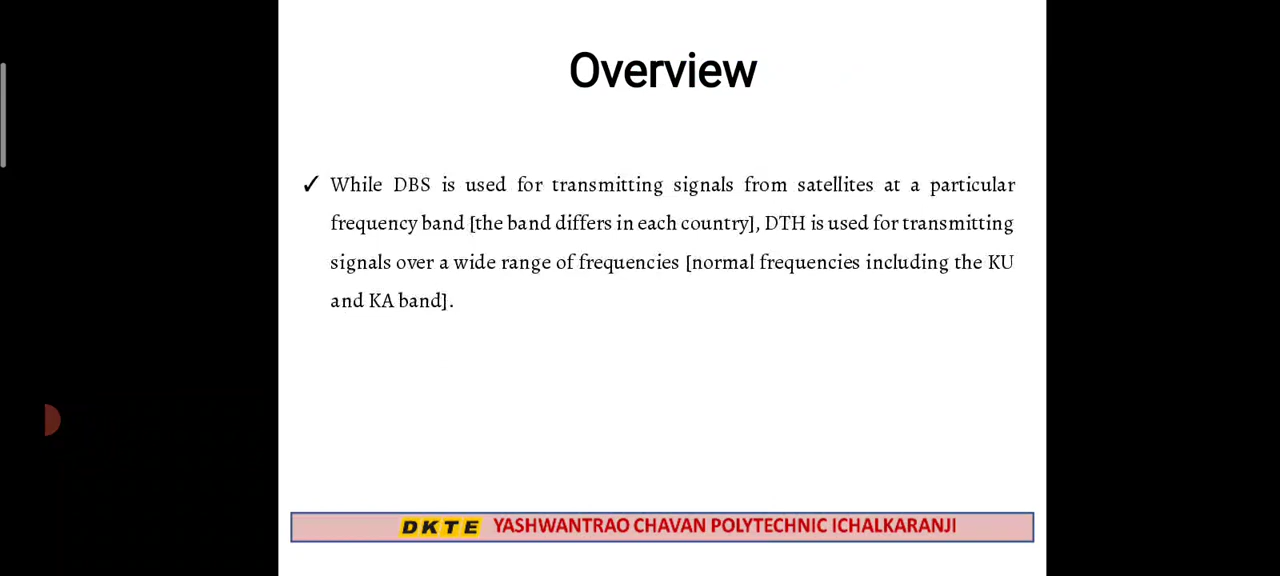 Overview
✓ While DBS is used for transmitting signals from satellites at a particular
frequency band [the band differs in each country], DTH is used for transmitting
signals over a wide range of frequencies [normal frequencies including the KU
and KA band].
DKTE YASHWANTRAO CHAVAN POLYTECHNIC ICHALKARANJI